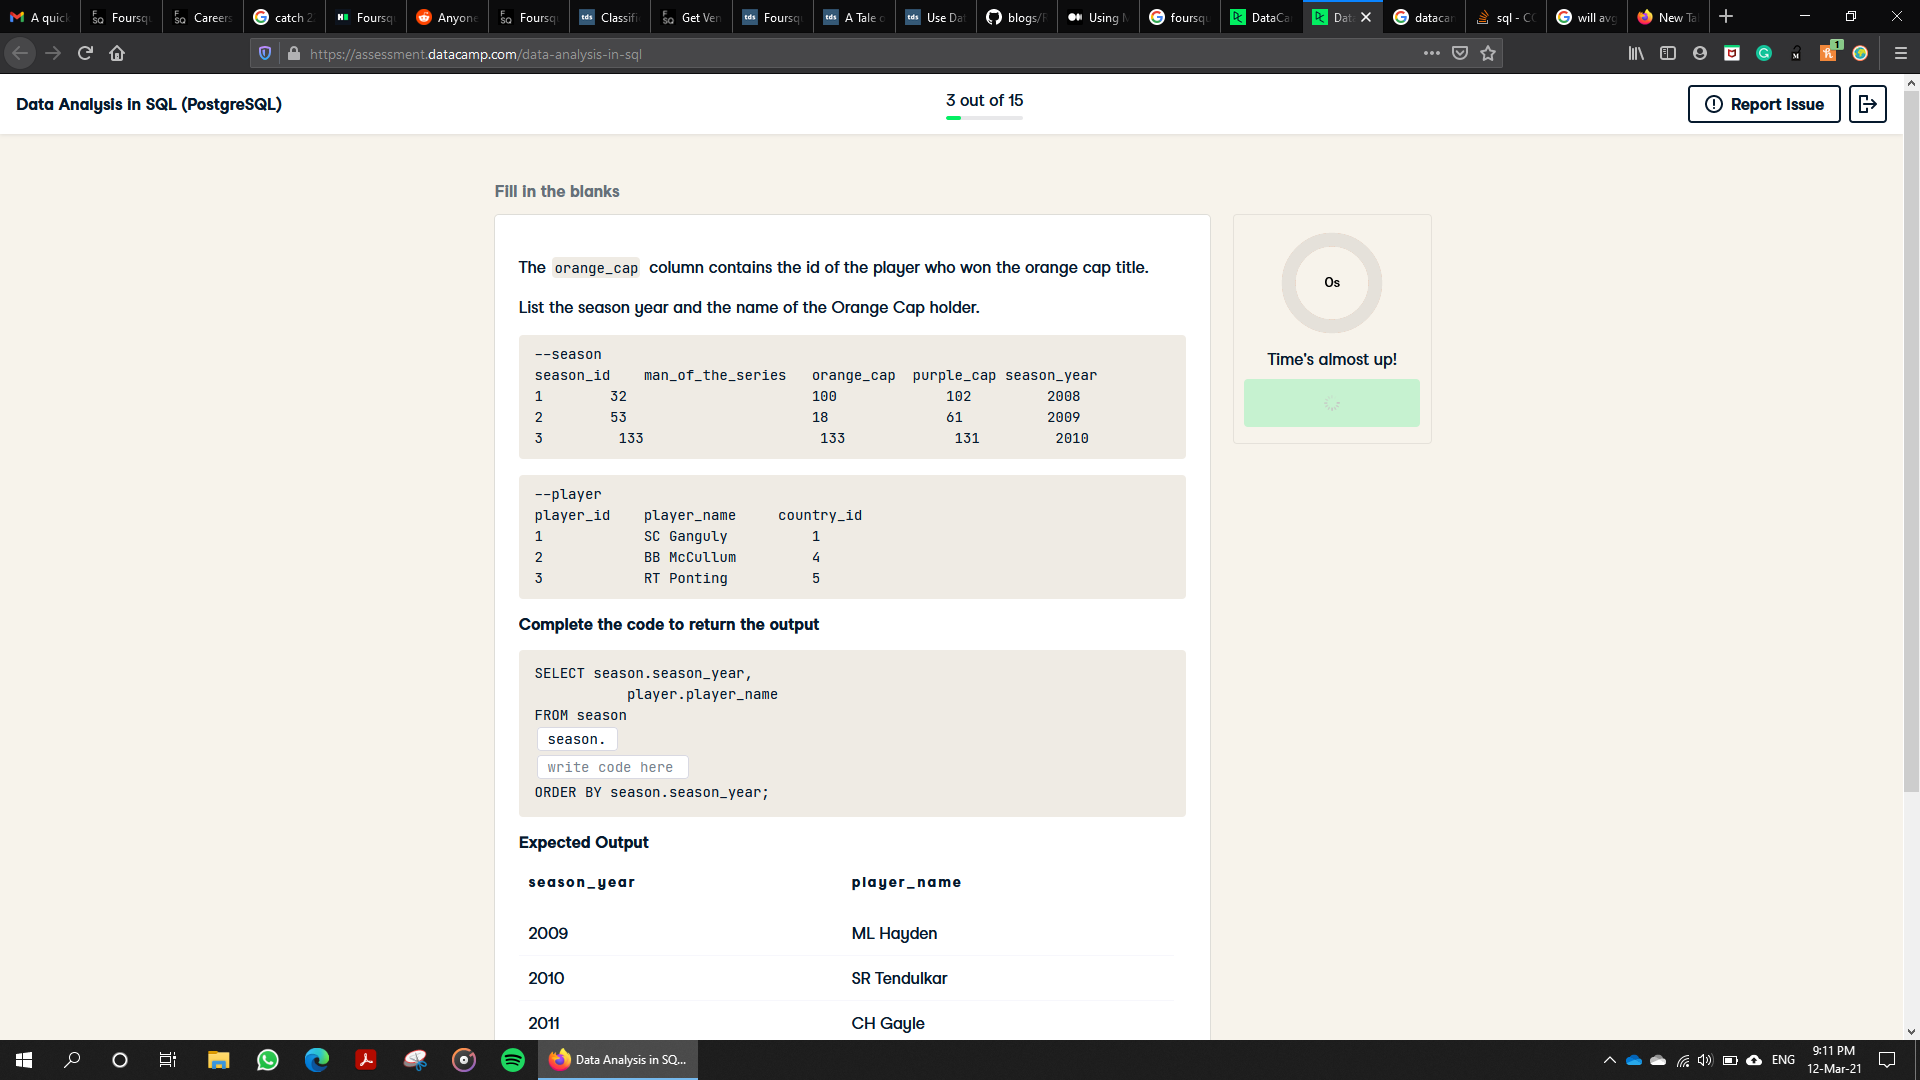 A quick
Foursqu
Careers
catch 2
Foursqu
Anyone
Foursqu
Classifi
Get Ven
Foursqu
A Tale o
Use Dat
blogs/F
Using M
foursqu
DataCa
Dat
datacam
sql - CO
will avg
New Ta
https://assessment.datacamp.com/data-analysis-in-sql
Data Analysis in SQL (PostgreSQL)
3 out of 15
Report Issue
Fill in the blanks
The orange_cap column contains the id of the player who won the orange cap title.
List the season year and the name of the Orange Cap holder.
0s
Time's almost up!
--season
season_id man_of_the_series orange_cap purple_cap season_year
1 32 100 102 2008
2 53 18 61 2009
3 133 133 131 2010
--player
player_id player_name country_id
1 SC Ganguly 1
2 BB McCullum 4
3 RT Ponting 5
Complete the code to return the output
SELECT season.season_year,
player.player_name
FROM season
season.
write code here
ORDER BY season.season_year;
Expected Output
season_year player_name
2009 ML Hayden
2010 SR Tendulkar
2011 CH Gayle
Data Analysis in SQ...
ENG
9:11 PM
12-Mar-21